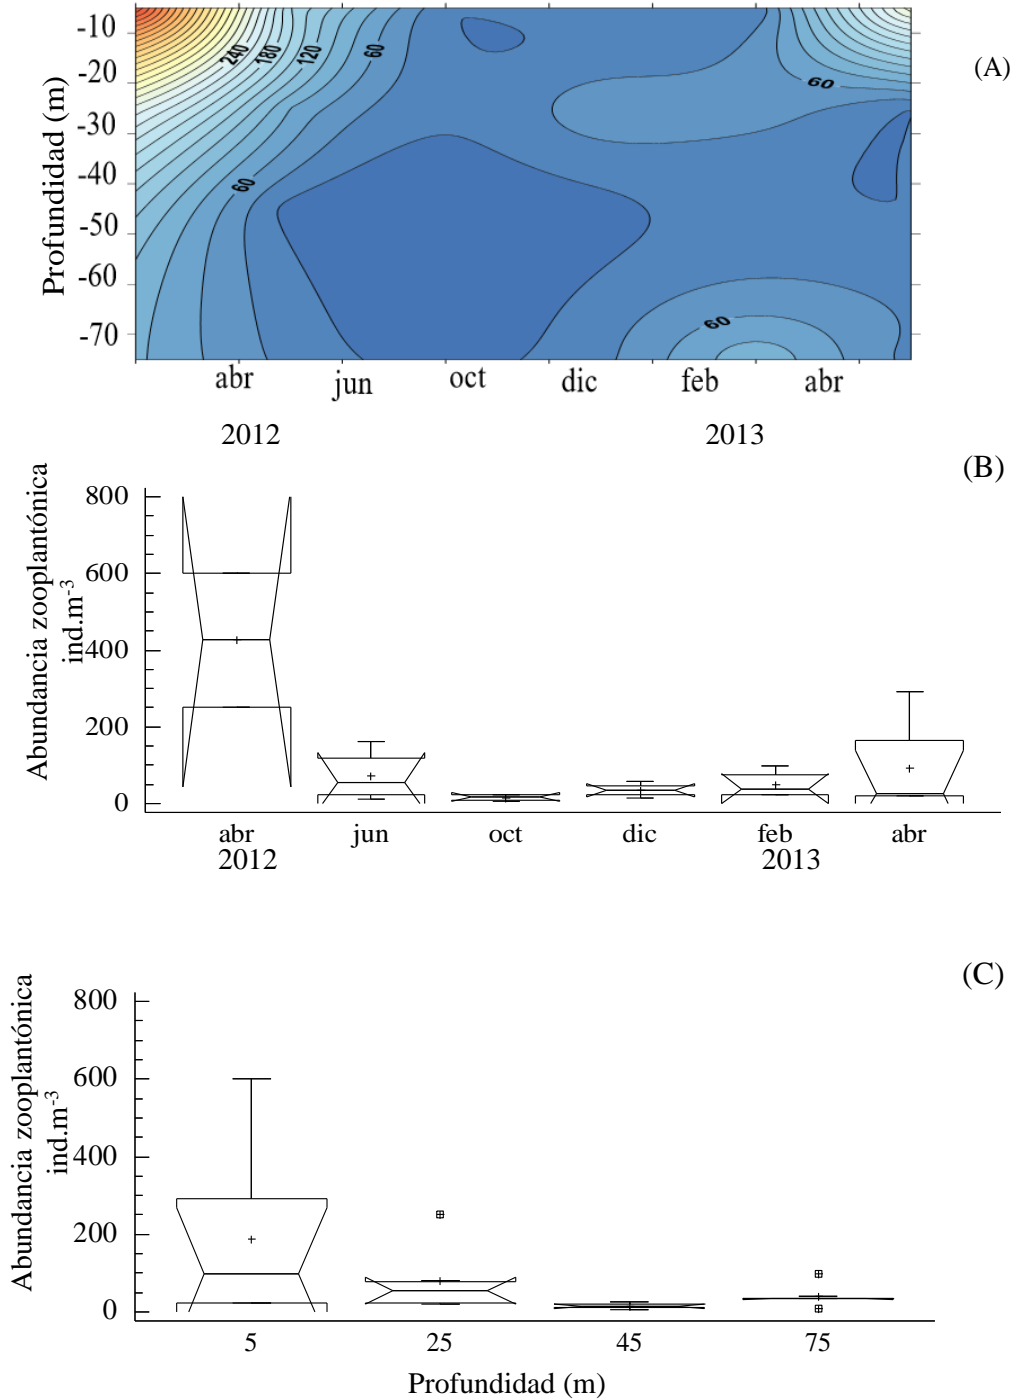 -10
-20
-30
-40
-50
-60
-70
Profundidad (m)
240
180
120
60
60
60
60
(A)
abr
jun
oct
dic
feb
abr
2012
2013
(B)
Abundancia zooplantónica
ind.m-3
800
600
400
200
0
abr
jun
oct
dic
feb
abr
2012
2013
(C)
Abundancia zooplantónica
ind.m-3
800
600
400
200
0
5
25
45
75
Profundidad (m)